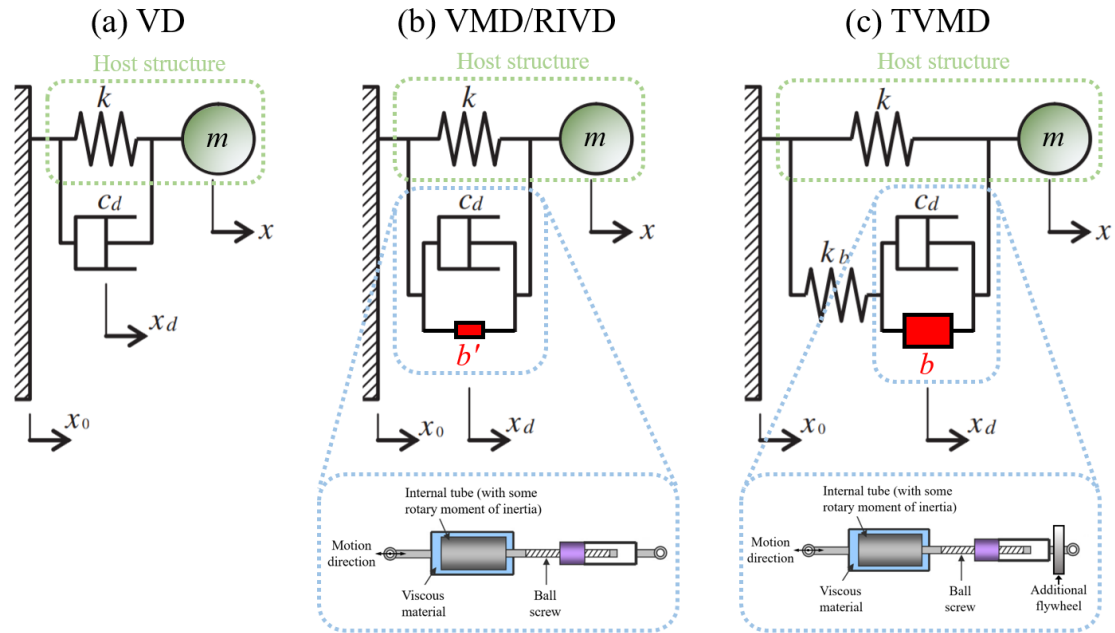 (a) VD
Host structure
k
m
c_d
x
x_d
x_0
(b) VMD/RIVD
Host structure
k
m
c_d
x
b′
x_0
x_d
Internal tube (with some
rotary moment of inertia)
Motion
direction
Viscous
material
Ball
screw
(c) TVMD
Host structure
k
m
c_d
x
k_b
b
x_0
x_d
Internal tube (with some
rotary moment of inertia)
Motion
direction
Viscous
material
Ball
screw
Additional
flywheel